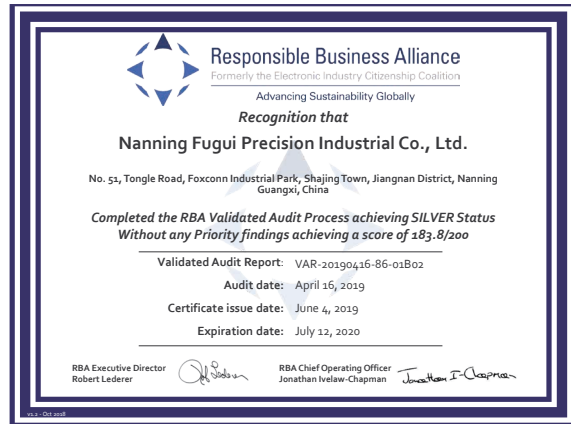 Responsible Business Alliance
Formerly the Electronic Industry Citizenship Coalition
Advancing Sustainability Globally
Recognition that
Nanning Fugui Precision Industrial Co., Ltd.
No. 51, Tongle Road, Foxconn Industrial Park, Shajing Town, Jiangnan District, Nanning
Guangxi, China
Completed the RBA Validated Audit Process achieving SILVER Status
Without any Priority findings achieving a score of 183.8/200
Validated Audit Report: VAR-20190416-86-01B02
Audit date: April 16, 2019
Certificate issue date: June 4, 2019
Expiration date: July 12, 2020
RBA Executive Director
Robert Lederer
RBA Chief Operating Officer
Jonathan Ivelaw-Chapman
Jonathan I-Chapman
v1.2 - Oct 2018